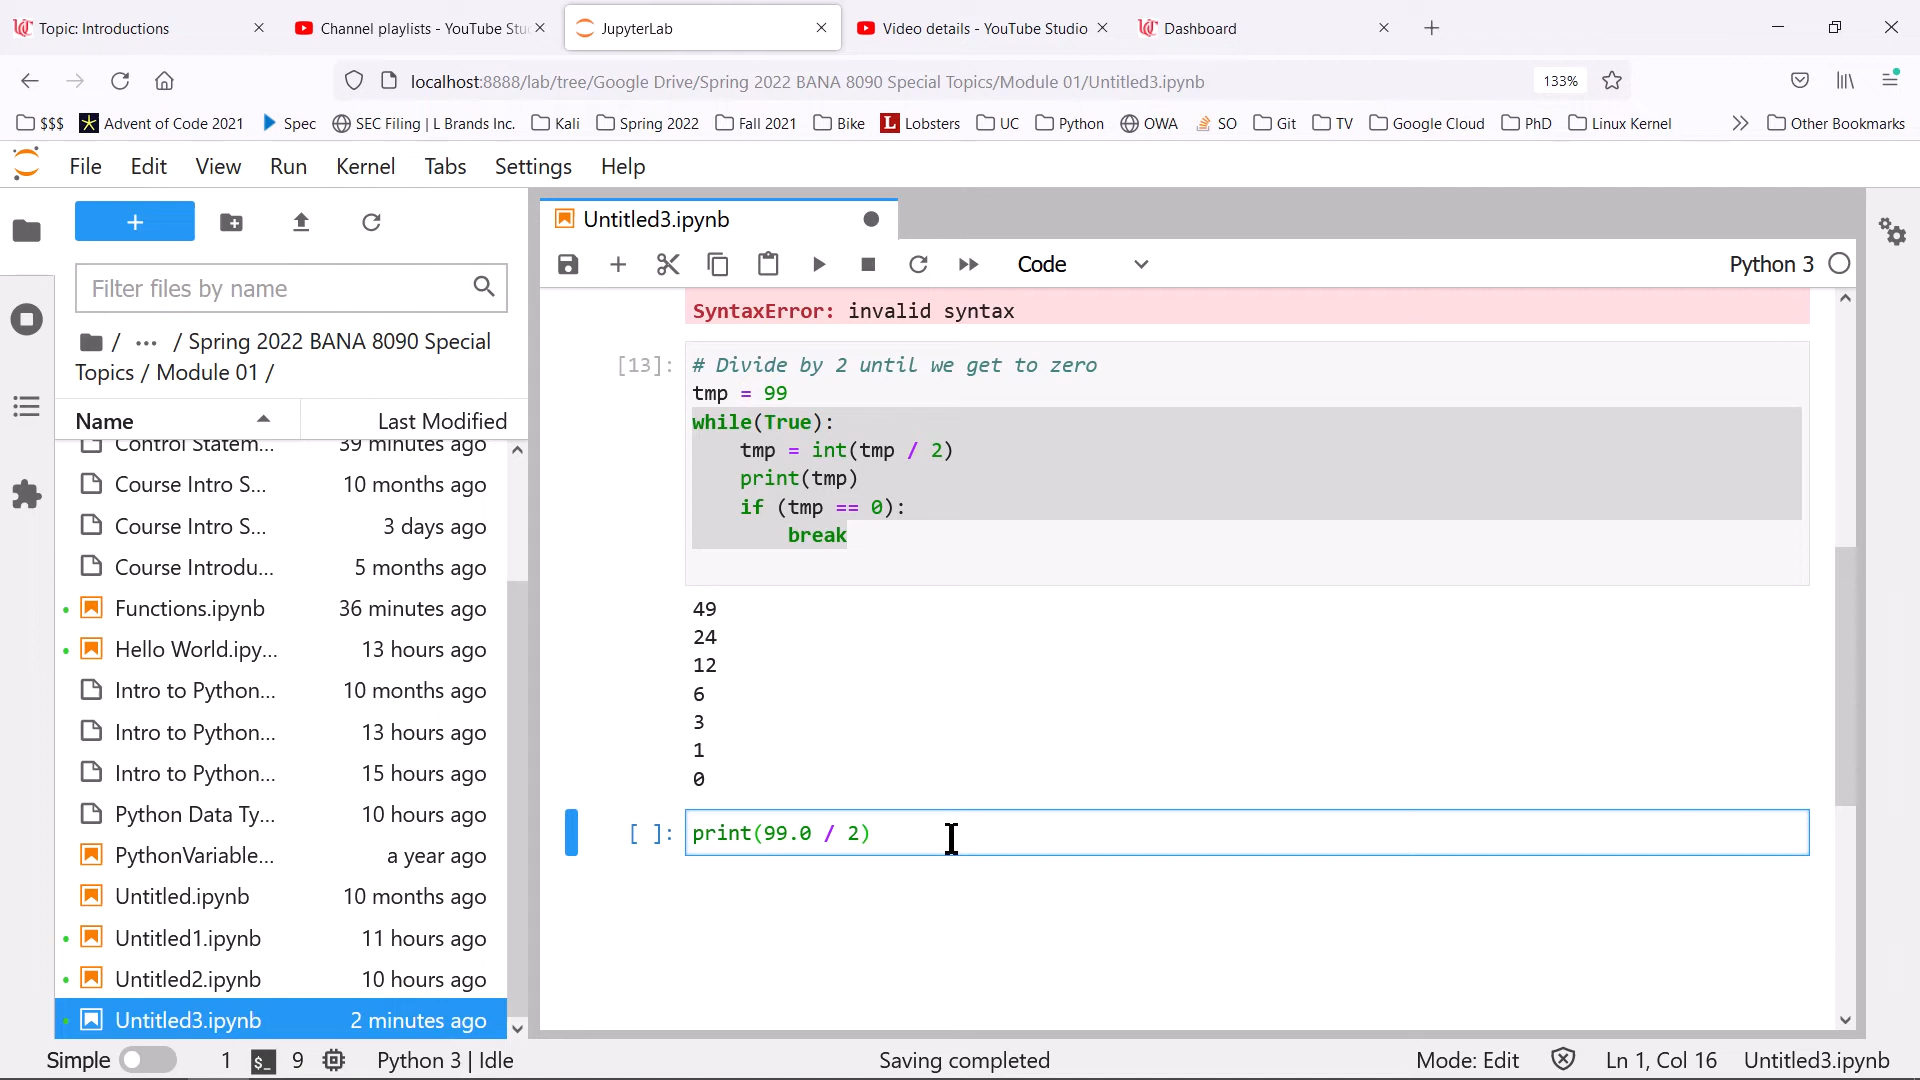 Topic: Introductions
Channel playlists - YouTube Stu
JupyterLab
Video details - YouTube Studio
Dashboard
localhost:8888/lab/tree/Google Drive/Spring 2022 BANA 8090 Special Topics/Module 01/Untitled3.ipynb
133%
$$$
Advent of Code 2021
Spec
SEC Filing | L Brands Inc.
Kali
Spring 2022
Fall 2021
Bike
Lobsters
UC
Python
OWA
SO
Git
TV
Google Cloud
PhD
Linux Kernel
Other Bookmarks
File Edit View Run Kernel Tabs Settings Help
+
Filter files by name
/ ··· / Spring 2022 BANA 8090 Special
Topics / Module 01 /
Name Last Modified
Control Statem... 39 minutes ago
Course Intro S... 10 months ago
Course Intro S... 3 days ago
Course Introdu... 5 months ago
Functions.ipynb 36 minutes ago
Hello World.ipy... 13 hours ago
Intro to Python... 10 months ago
Intro to Python... 13 hours ago
Intro to Python... 15 hours ago
Python Data Ty... 10 hours ago
PythonVariable... a year ago
Untitled.ipynb 10 months ago
Untitled1.ipynb 11 hours ago
Untitled2.ipynb 10 hours ago
Untitled3.ipynb 2 minutes ago
Untitled3.ipynb
Code
Python 3
SyntaxError: invalid syntax
[13]: # Divide by 2 until we get to zero
tmp = 99
while(True):
    tmp = int(tmp / 2)
    print(tmp)
    if (tmp == 0):
        break
49
24
12
6
3
1
0
[ ]: print(99.0 / 2)
Simple 1 $_ 9 Python 3 | Idle Saving completed Mode: Edit Ln 1, Col 16 Untitled3.ipynb